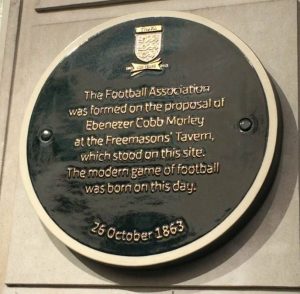 The Football Association
was formed on the proposal of
Ebenezer Cobb Morley
at the Freemasons' Tavern,
which stood on this site.
The modern game of football
was born on this day.
26 October 1863